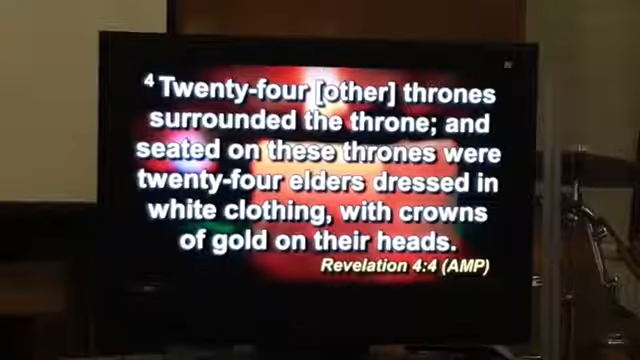 4 Twenty-four [other] thrones
surrounded the throne; and
seated on these thrones were
twenty-four elders dressed in
white clothing, with crowns
of gold on their heads.
Revelation 4:4 (AMP)